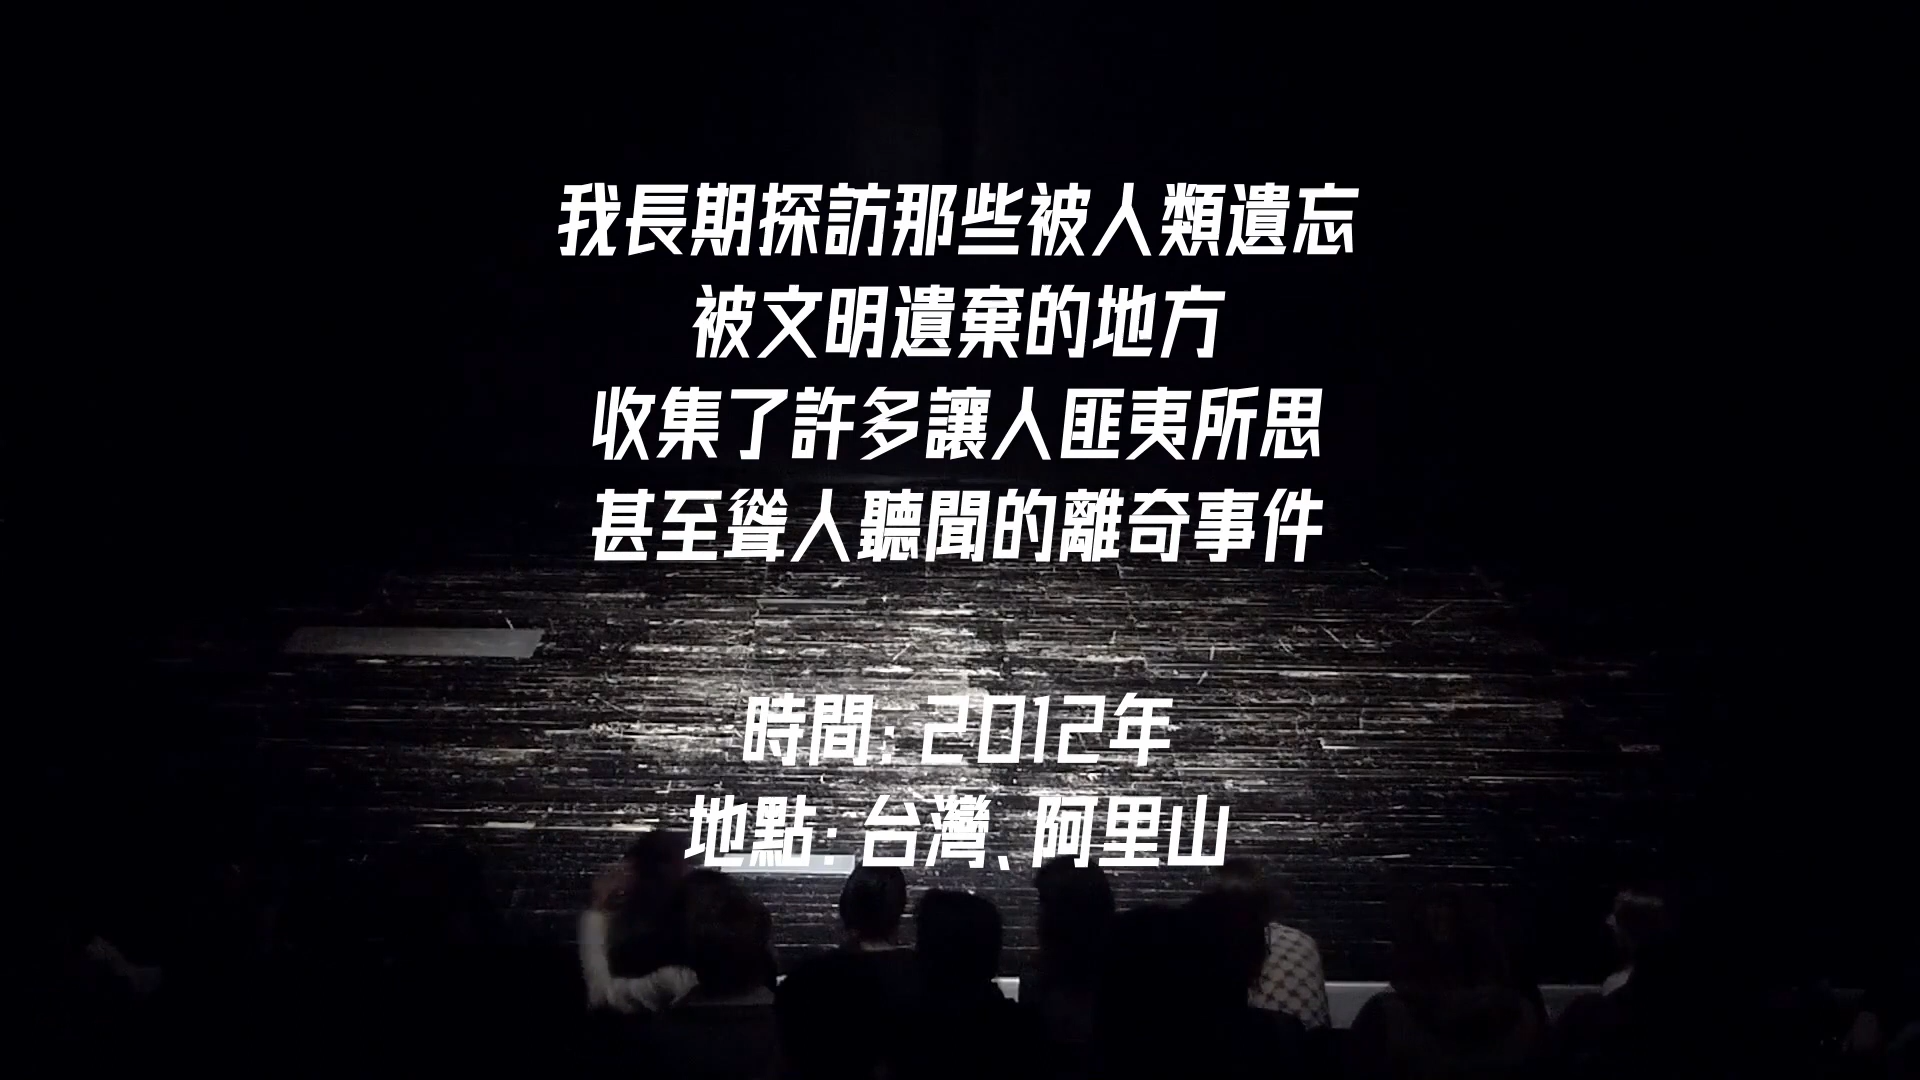 我長期探訪那些被人類遺忘
被文明遺棄的地方
收集了許多讓人匪夷所思
甚至聳人聽聞的離奇事件
時間：2012年
地點：台灣、阿里山